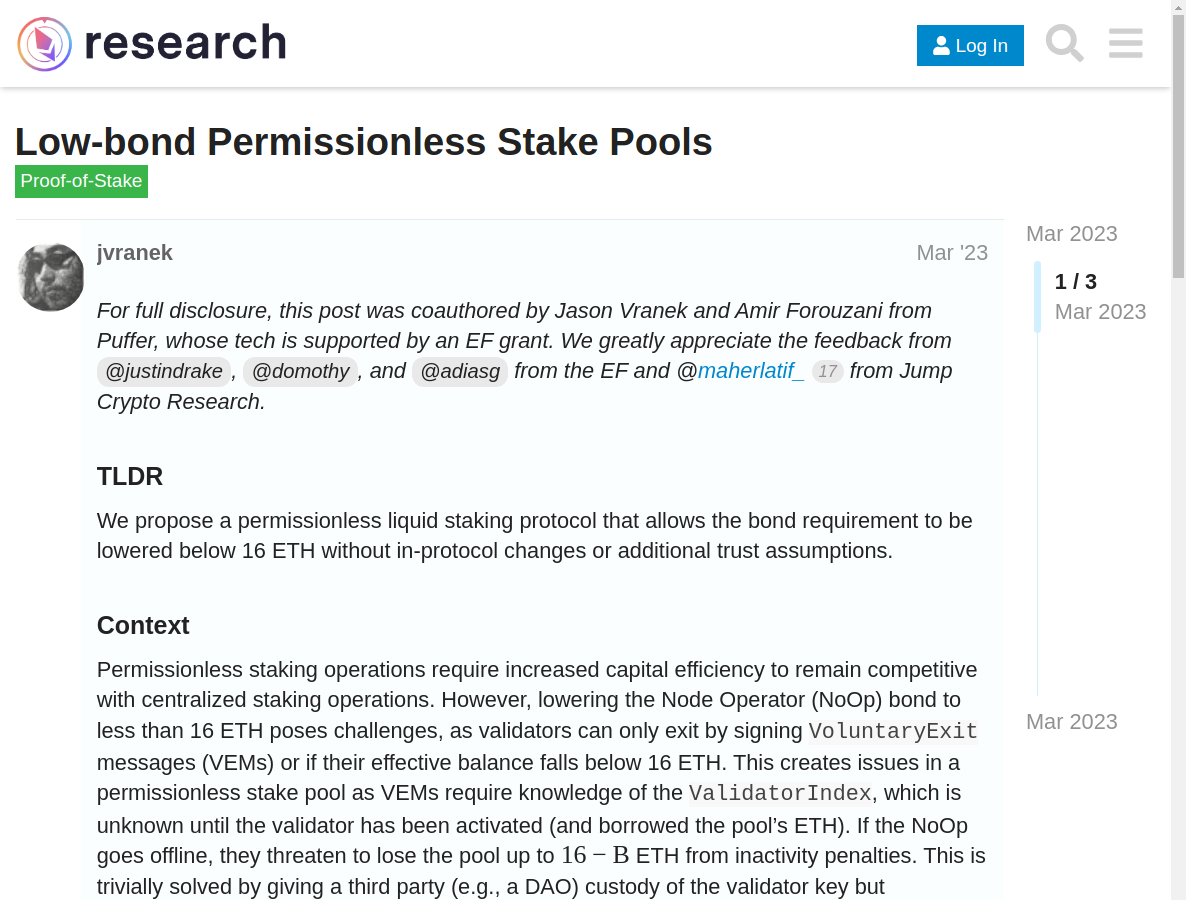 research
Log In
Low-bond Permissionless Stake Pools
Proof-of-Stake
Mar 2023
jvranek
Mar '23
1 / 3
Mar 2023
For full disclosure, this post was coauthored by Jason Vranek and Amir Forouzani from
Puffer, whose tech is supported by an EF grant. We greatly appreciate the feedback from
@justindrake, @domothy, and @adiasg from the EF and @maherlatif_ 17 from Jump
Crypto Research.
TLDR
We propose a permissionless liquid staking protocol that allows the bond requirement to be
lowered below 16 ETH without in-protocol changes or additional trust assumptions.
Context
Permissionless staking operations require increased capital efficiency to remain competitive
with centralized staking operations. However, lowering the Node Operator (NoOp) bond to
less than 16 ETH poses challenges, as validators can only exit by signing VoluntaryExit
Mar 2023
messages (VEMs) or if their effective balance falls below 16 ETH. This creates issues in a
permissionless stake pool as VEMs require knowledge of the ValidatorIndex, which is
unknown until the validator has been activated (and borrowed the pool’s ETH). If the NoOp
goes offline, they threaten to lose the pool up to 16 − B ETH from inactivity penalties. This is
trivially solved by giving a third party (e.g., a DAO) custody of the validator key but